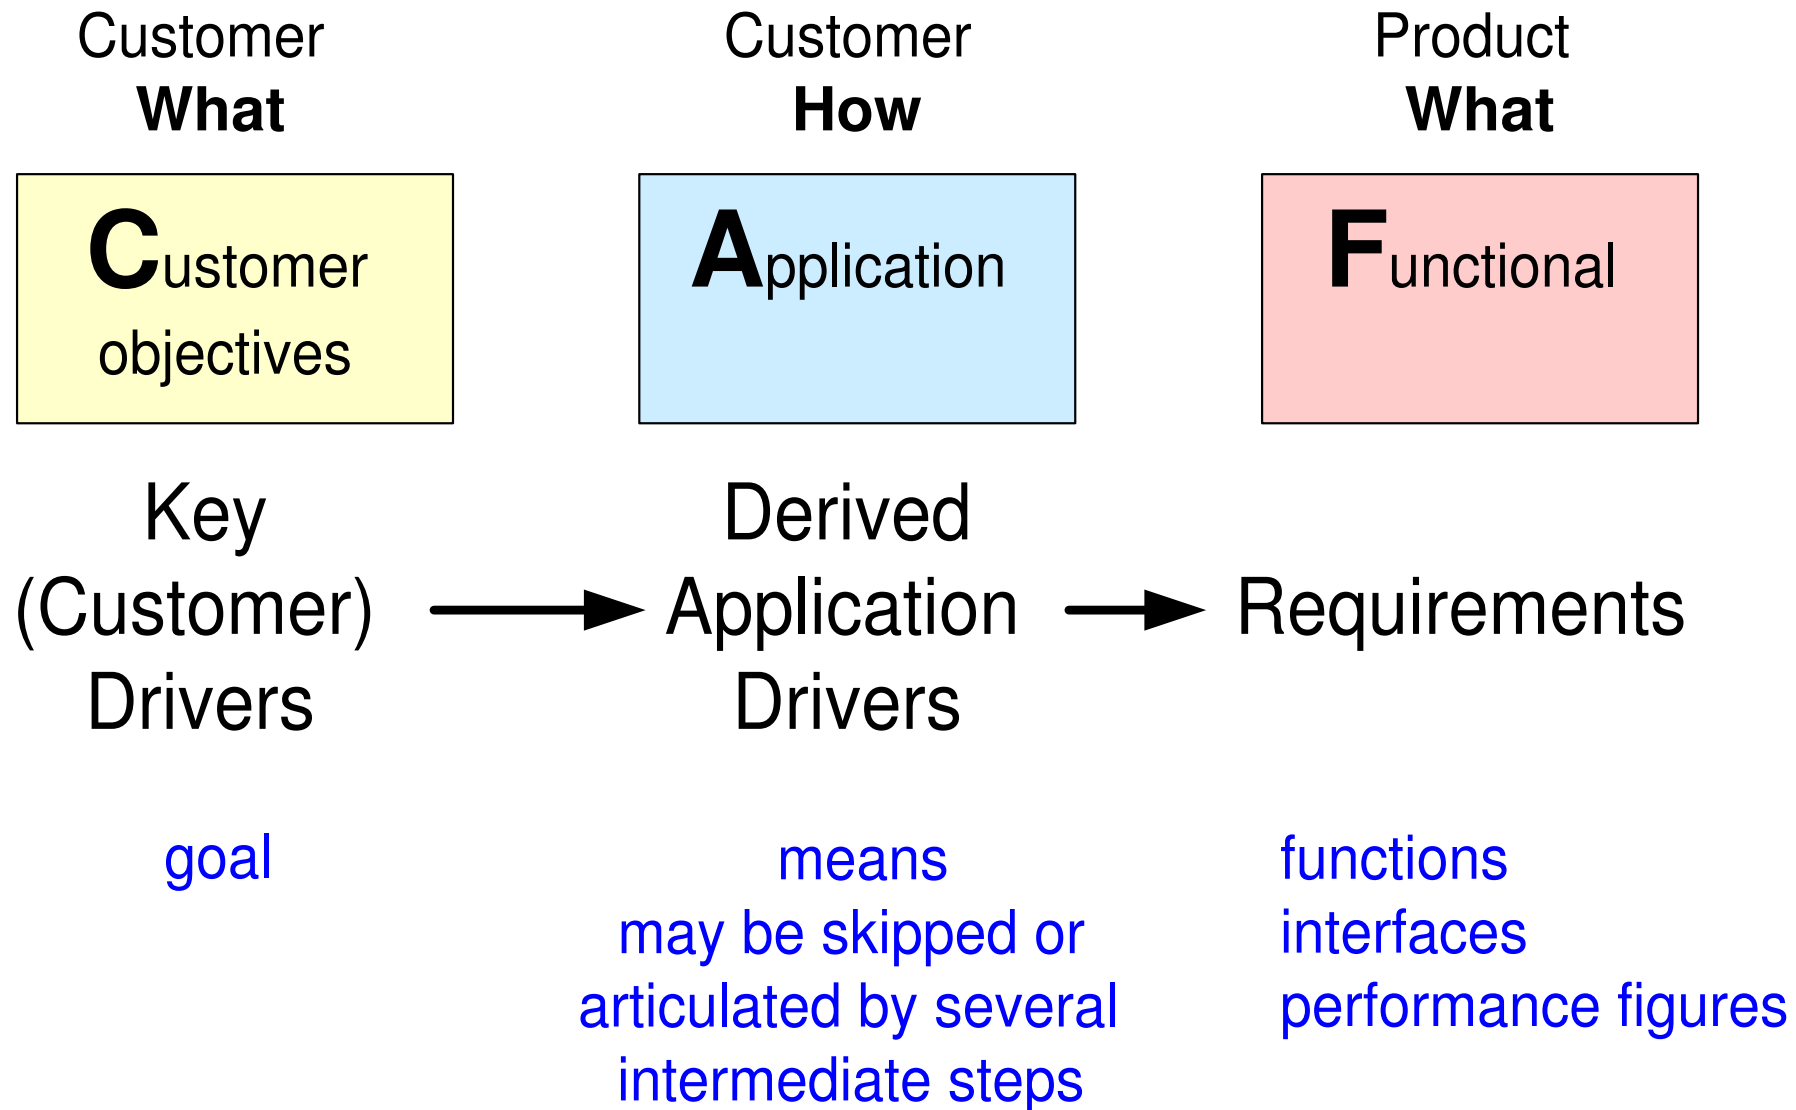 Customer
What
Customer
How
Product
What
Customer
objectives
Application
Functional
Key
(Customer)
Drivers
Derived
Application
Drivers
Requirements
goal
means
may be skipped or
articulated by several
intermediate steps
functions
interfaces
performance figures